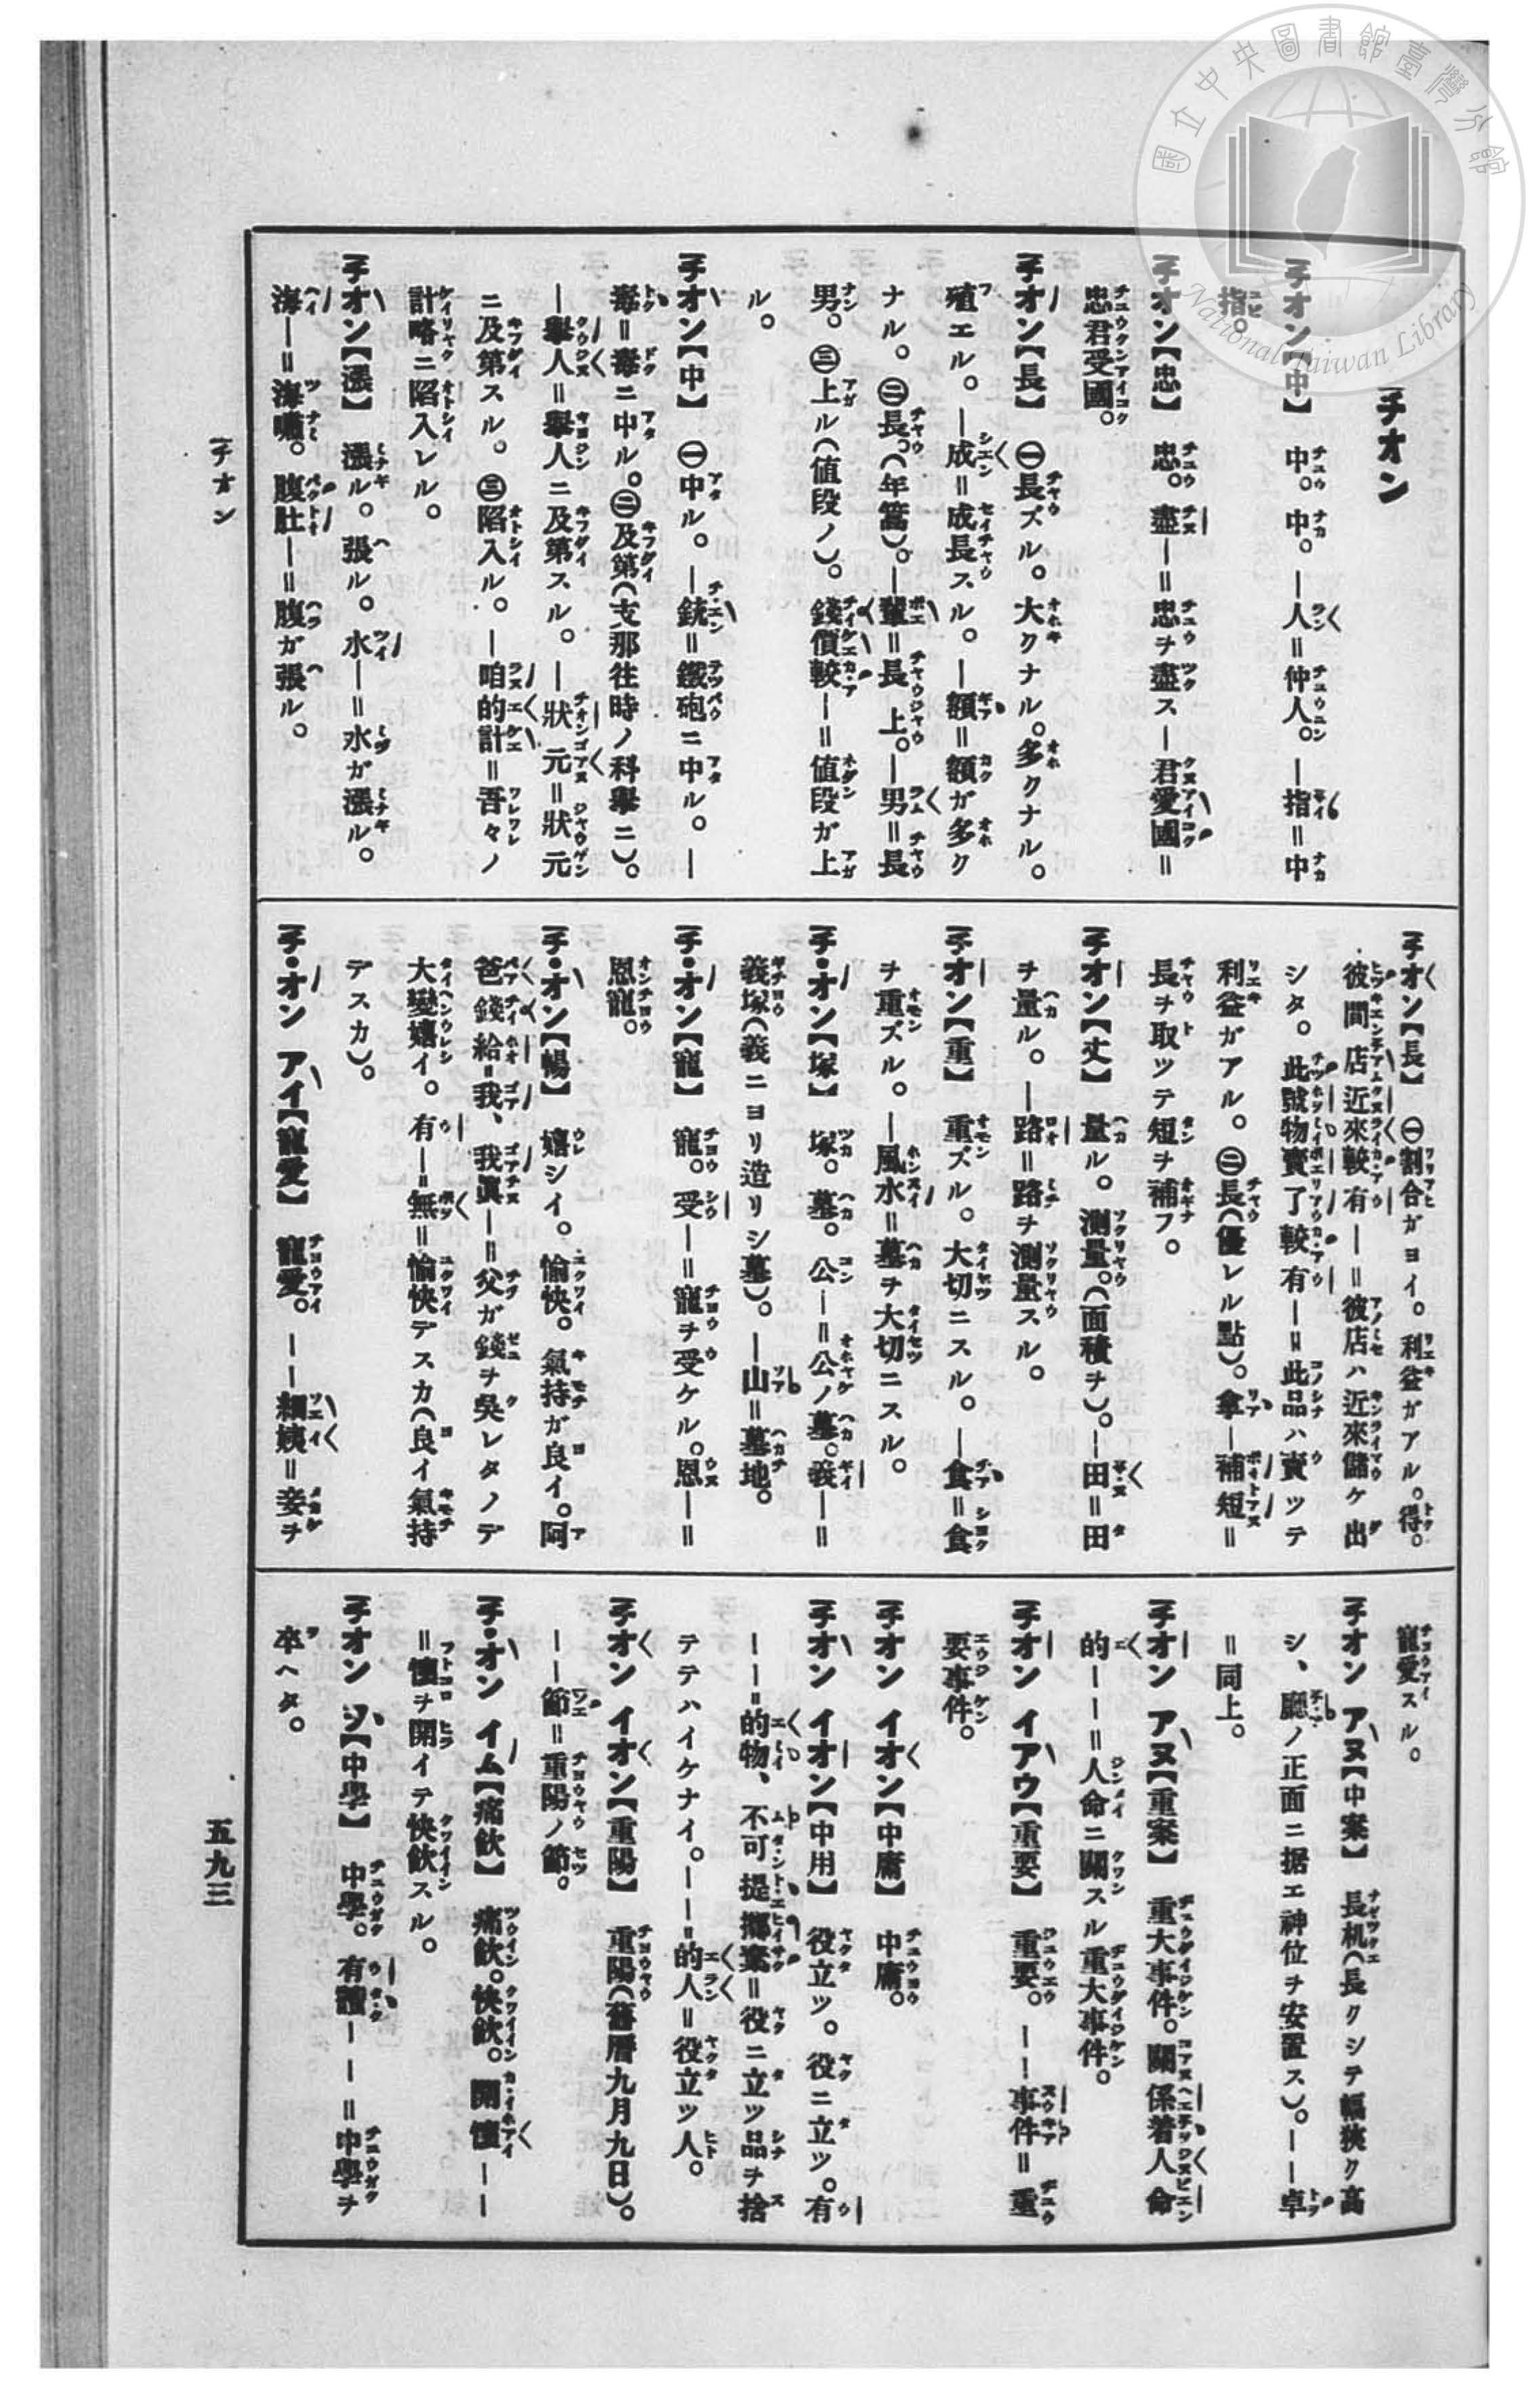 國立中央圖書館臺灣分館
National Taiwan Library
チオン
チオン【中】 中。中。―人＝仲人。―指＝中
指。
チオン【忠】 忠。盡―＝忠ヲ盡ス―君愛國＝
忠君受國。
チオン【長】 ㊀長ズル。大クナル。多クナル。
殖エル。―成＝成長スル。―額＝額ガ多ク
ナル。㊁長。(年嵩)。―輩＝長上。―男＝長
男。㊂上ル(値段ノ)。錢價較―＝値段ガ上
ル。
チオン【中】 ㊀中ル。―銃＝鐵砲ニ中ル。―
毒＝毒ニ中ル。㊁及第(支那往時ノ科擧ニ)。
―擧人＝擧人ニ及第スル。―狀元＝狀元
ニ及第スル。㊂陷入ル。―咱的計＝吾々ノ
計略ニ陷入レル。
チオン【漲】 漲ル。張ル。水―＝水ガ漲ル。
海―＝海嘯。腹肚―＝腹ガ張ル。
チオン【長】 ㊀割合ガヨイ。利益ガアル。得。
彼間店近來較有―＝彼店ハ近來儲ケ出
シタ。此號物賣了較有―＝此品ハ賣ツテ
利益ガアル。㊁長(優レル點)。拿―補短＝
長ヲ取ツテ短ヲ補フ。
チオン【丈】 量ル。測量。(面積ヲ)。―田＝田
ヲ量ル。―路＝路ヲ測量スル。
チオン【重】 重ズル。大切ニスル。―食＝食
ヲ重ズル。―風水＝墓ヲ大切ニスル。
チ・オン【塚】 塚。墓。公―＝公ノ墓。義―＝
義塚(義ニヨリ造リシ墓)。―山＝墓地。
チ・オン【寵】 寵。受―＝寵ヲ受ケル。恩―＝
恩寵。
チ・オン【暢】 嬉シイ。愉快。氣持ガ良イ。阿
爸錢給我、我眞―＝父ガ錢ヲ吳レタノデ
大變嬉イ。有―無＝愉快デスカ(良イ氣持
デスカ)。
チ・オン アイ【寵愛】 寵愛。――細姨＝妾ヲ
寵愛スル。
チオン アヌ【中案】 長机(長クシテ幅狹ク高
シ、廳ノ正面ニ据エ神位ヲ安置ス)。――卓
＝同上。
チオン アヌ【重案】 重大事件。關係着人命
的――＝人命ニ關スル重大事件。
チオン イアウ【重要】 重要。――事件＝重
要事件。
チオン イオン【中庸】 中庸。
チオン イオン【中用】 役立ツ。役ニ立ツ。有
――的物、不可提擲棄＝役ニ立ツ品ヲ捨
テテハイケナイ。――的人＝役立ツ人。
チオン イオン【重陽】 重陽(舊曆九月九日)。
――節＝重陽ノ節。
チ・オン イム【痛飮】 痛飮。快飮。開懷――
＝懷ヲ開イテ快飮スル。
チオン ヲ【中學】 中學。有讀――＝中學ヲ
卒ヘタ。
チオン
五九三